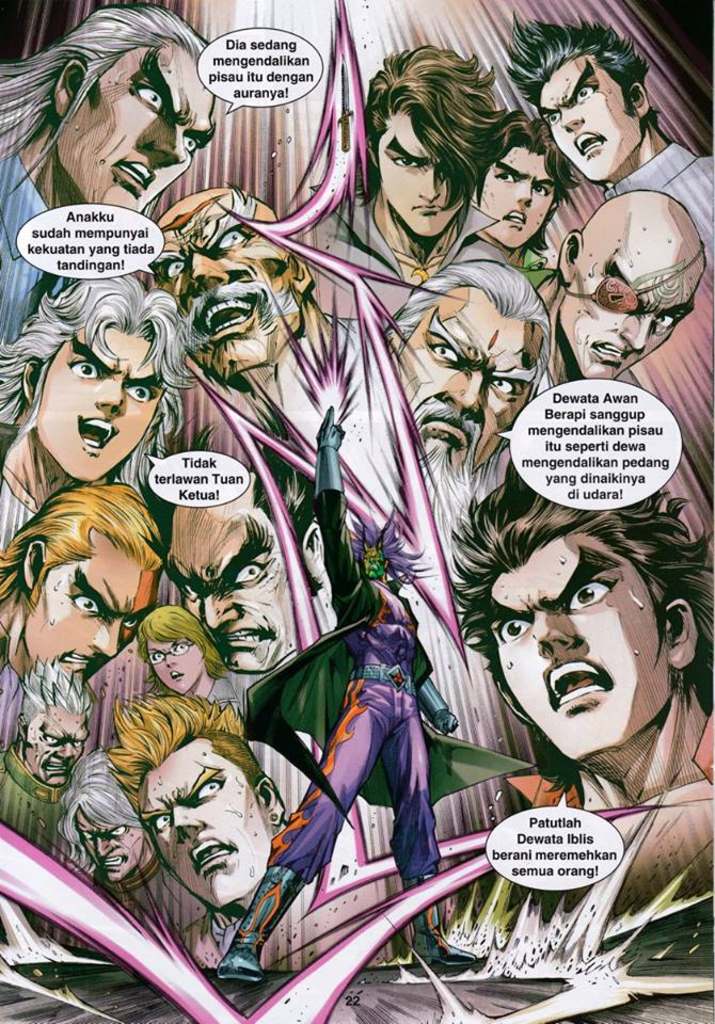 Dia sedang
mengendalikan
pisau itu dengan
auranya!
Anakku
sudah mempunyai
kekuatan yang tiada
tandingan!
Tidak
terlawan Tuan
Ketua!
Dewata Awan
Berapi sanggup
mengendalikan pisau
itu seperti dewa
mengendalikan pedang
yang dinaikinya
di udara!
Patutlah
Dewata Iblis
berani meremehkan
semua orang!
22